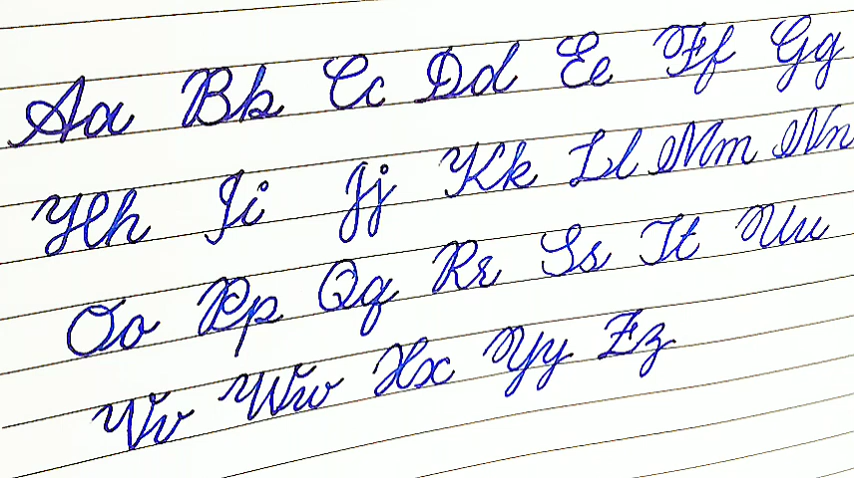 Aa Bb Cc Dd Ee Ff Gg
Hh Ii Jj Kk Ll Mm Nn
Oo Pp Qq Rr Ss Tt Uu
Vv Ww Xx Yy Zz